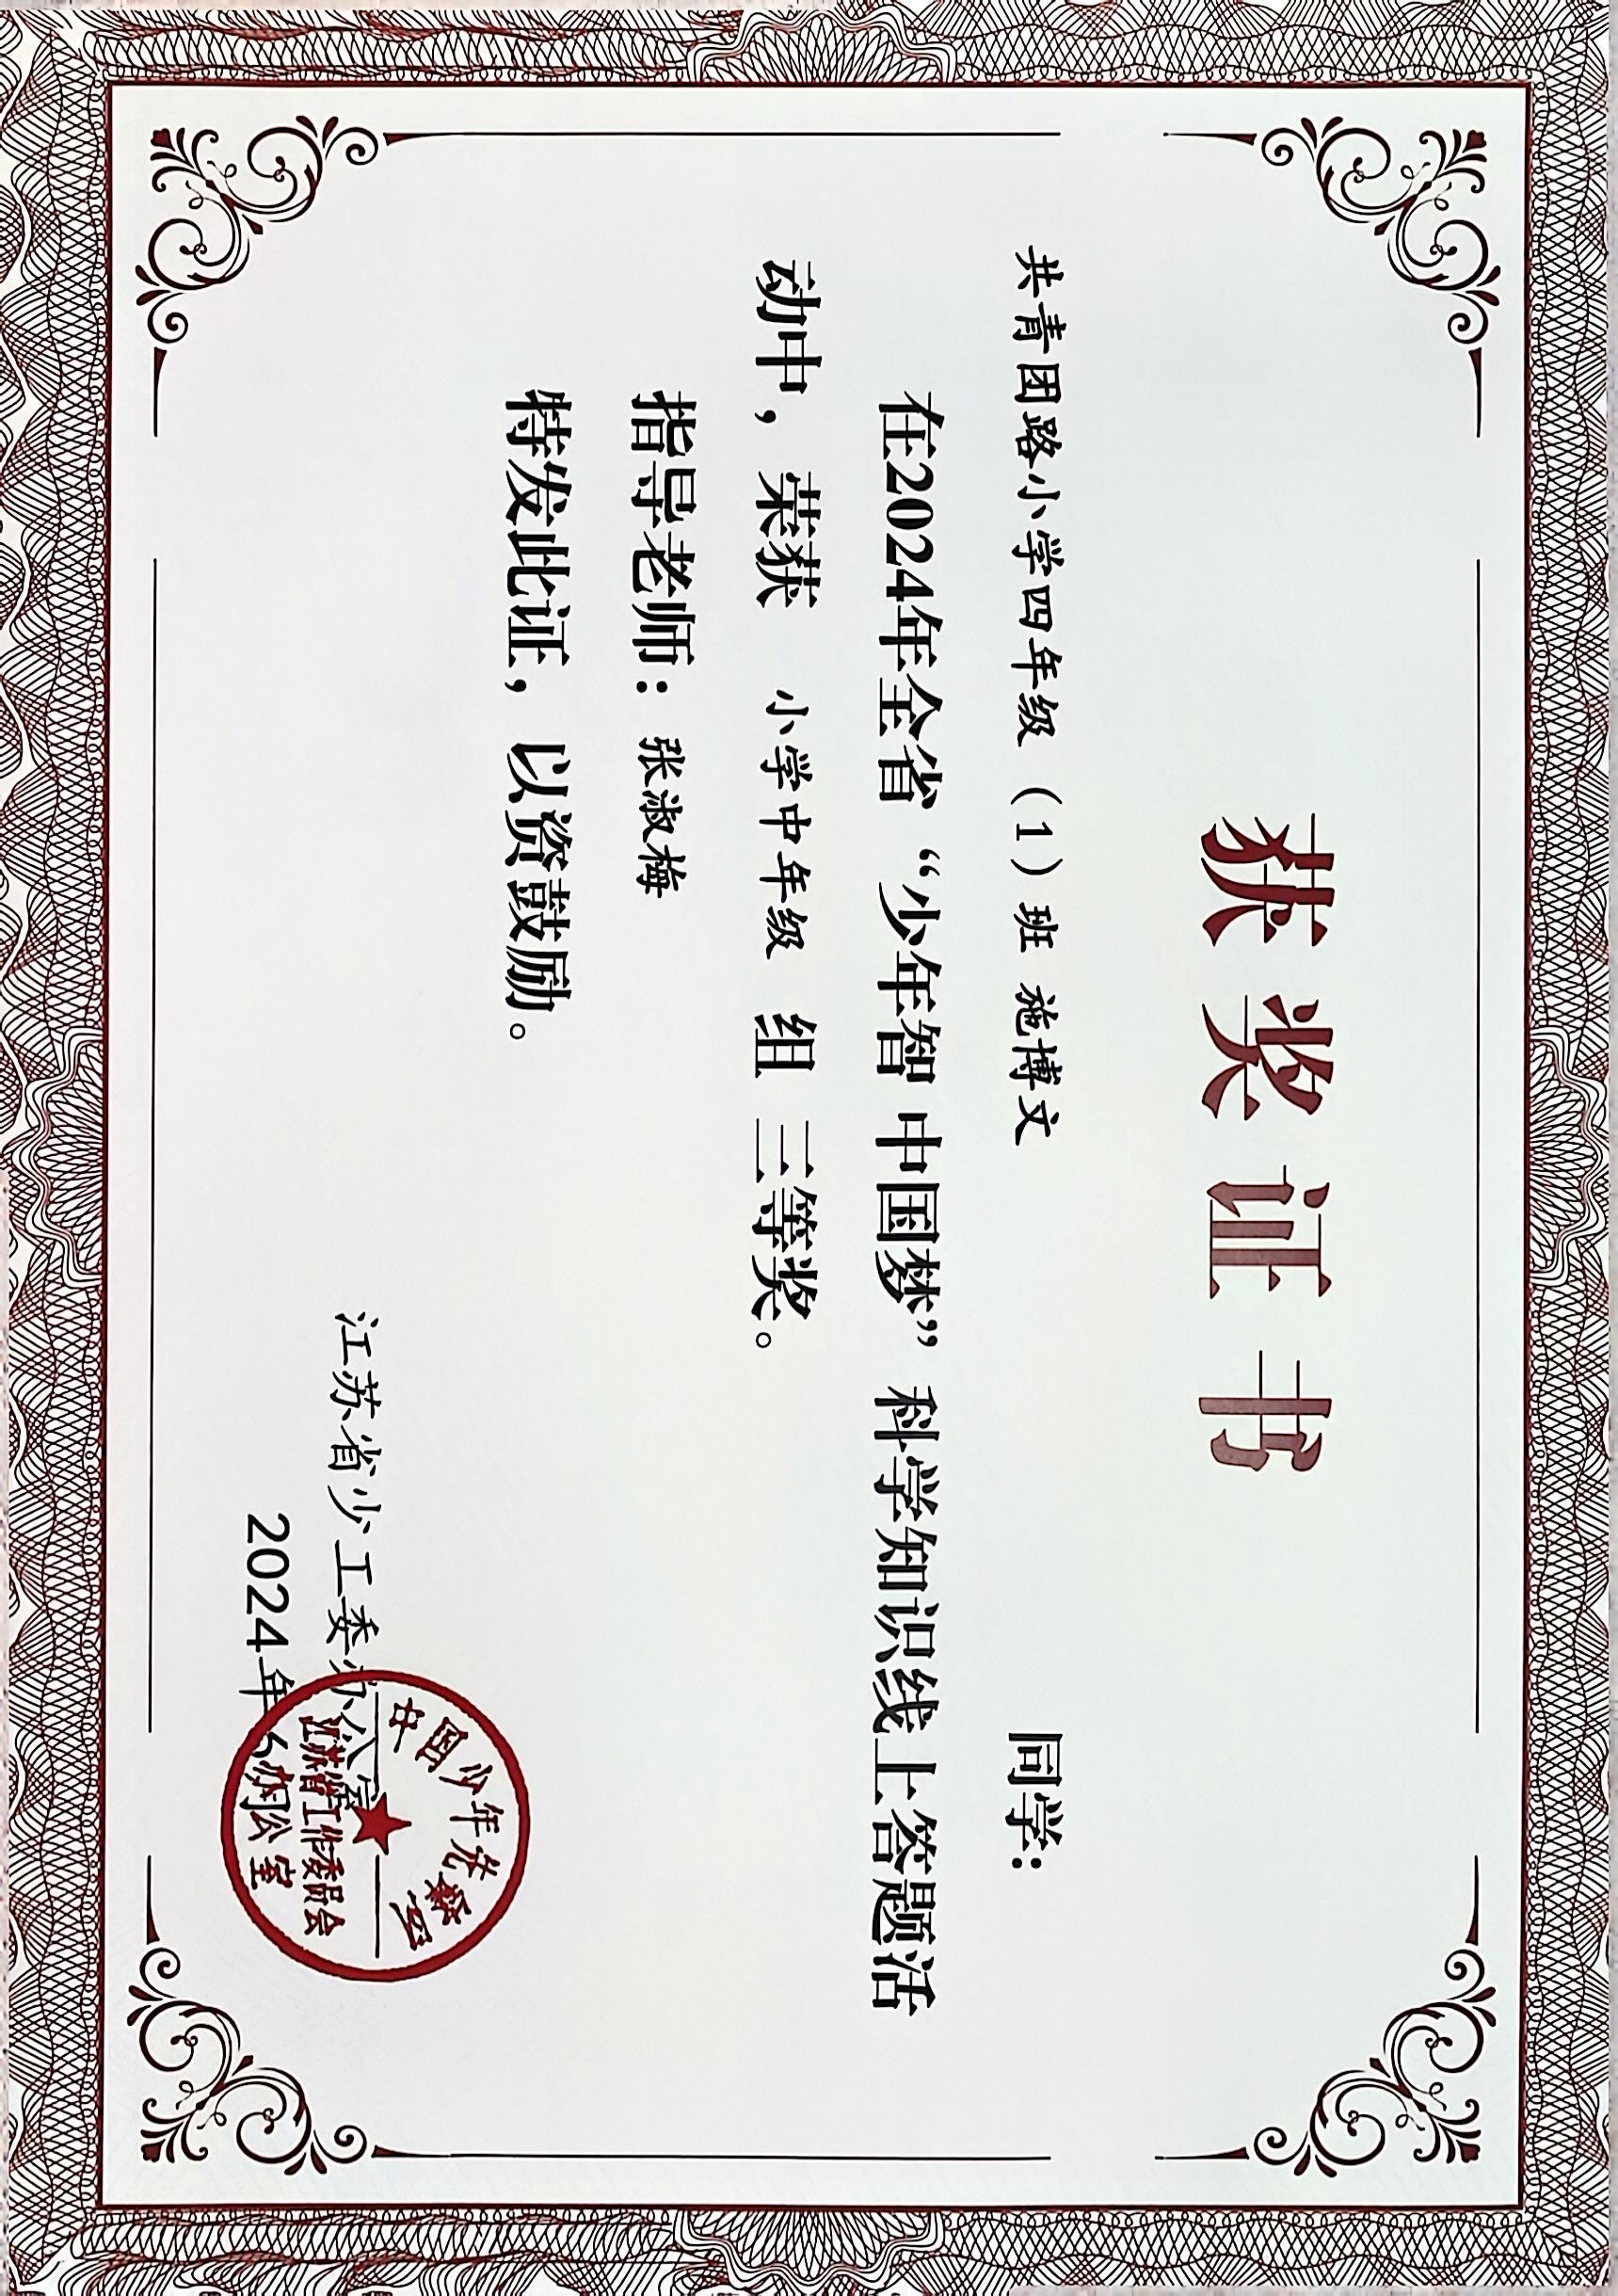 获奖证书
共青团路小学四年级（1）班 施博文 同学：
在2024年全省“少年智 中国梦”科学知识线上答题活
动中，荣获 小学中年级 组 三等奖。
指导老师：张淑梅
特发此证，以资鼓励。
江苏省少工委办公室
2024年6月
中国少年先锋队
江苏省工作委员会
办公室